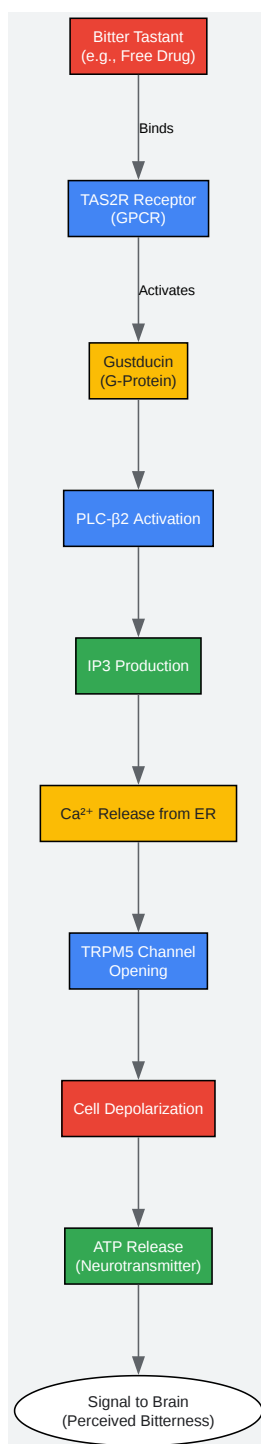 Bitter Tastant
(e.g., Free Drug)
Binds
TAS2R Receptor
(GPCR)
Activates
Gustducin
(G-Protein)
PLC-β2 Activation
IP3 Production
Ca²⁺ Release from ER
TRPM5 Channel
Opening
Cell Depolarization
ATP Release
(Neurotransmitter)
Signal to Brain
(Perceived Bitterness)